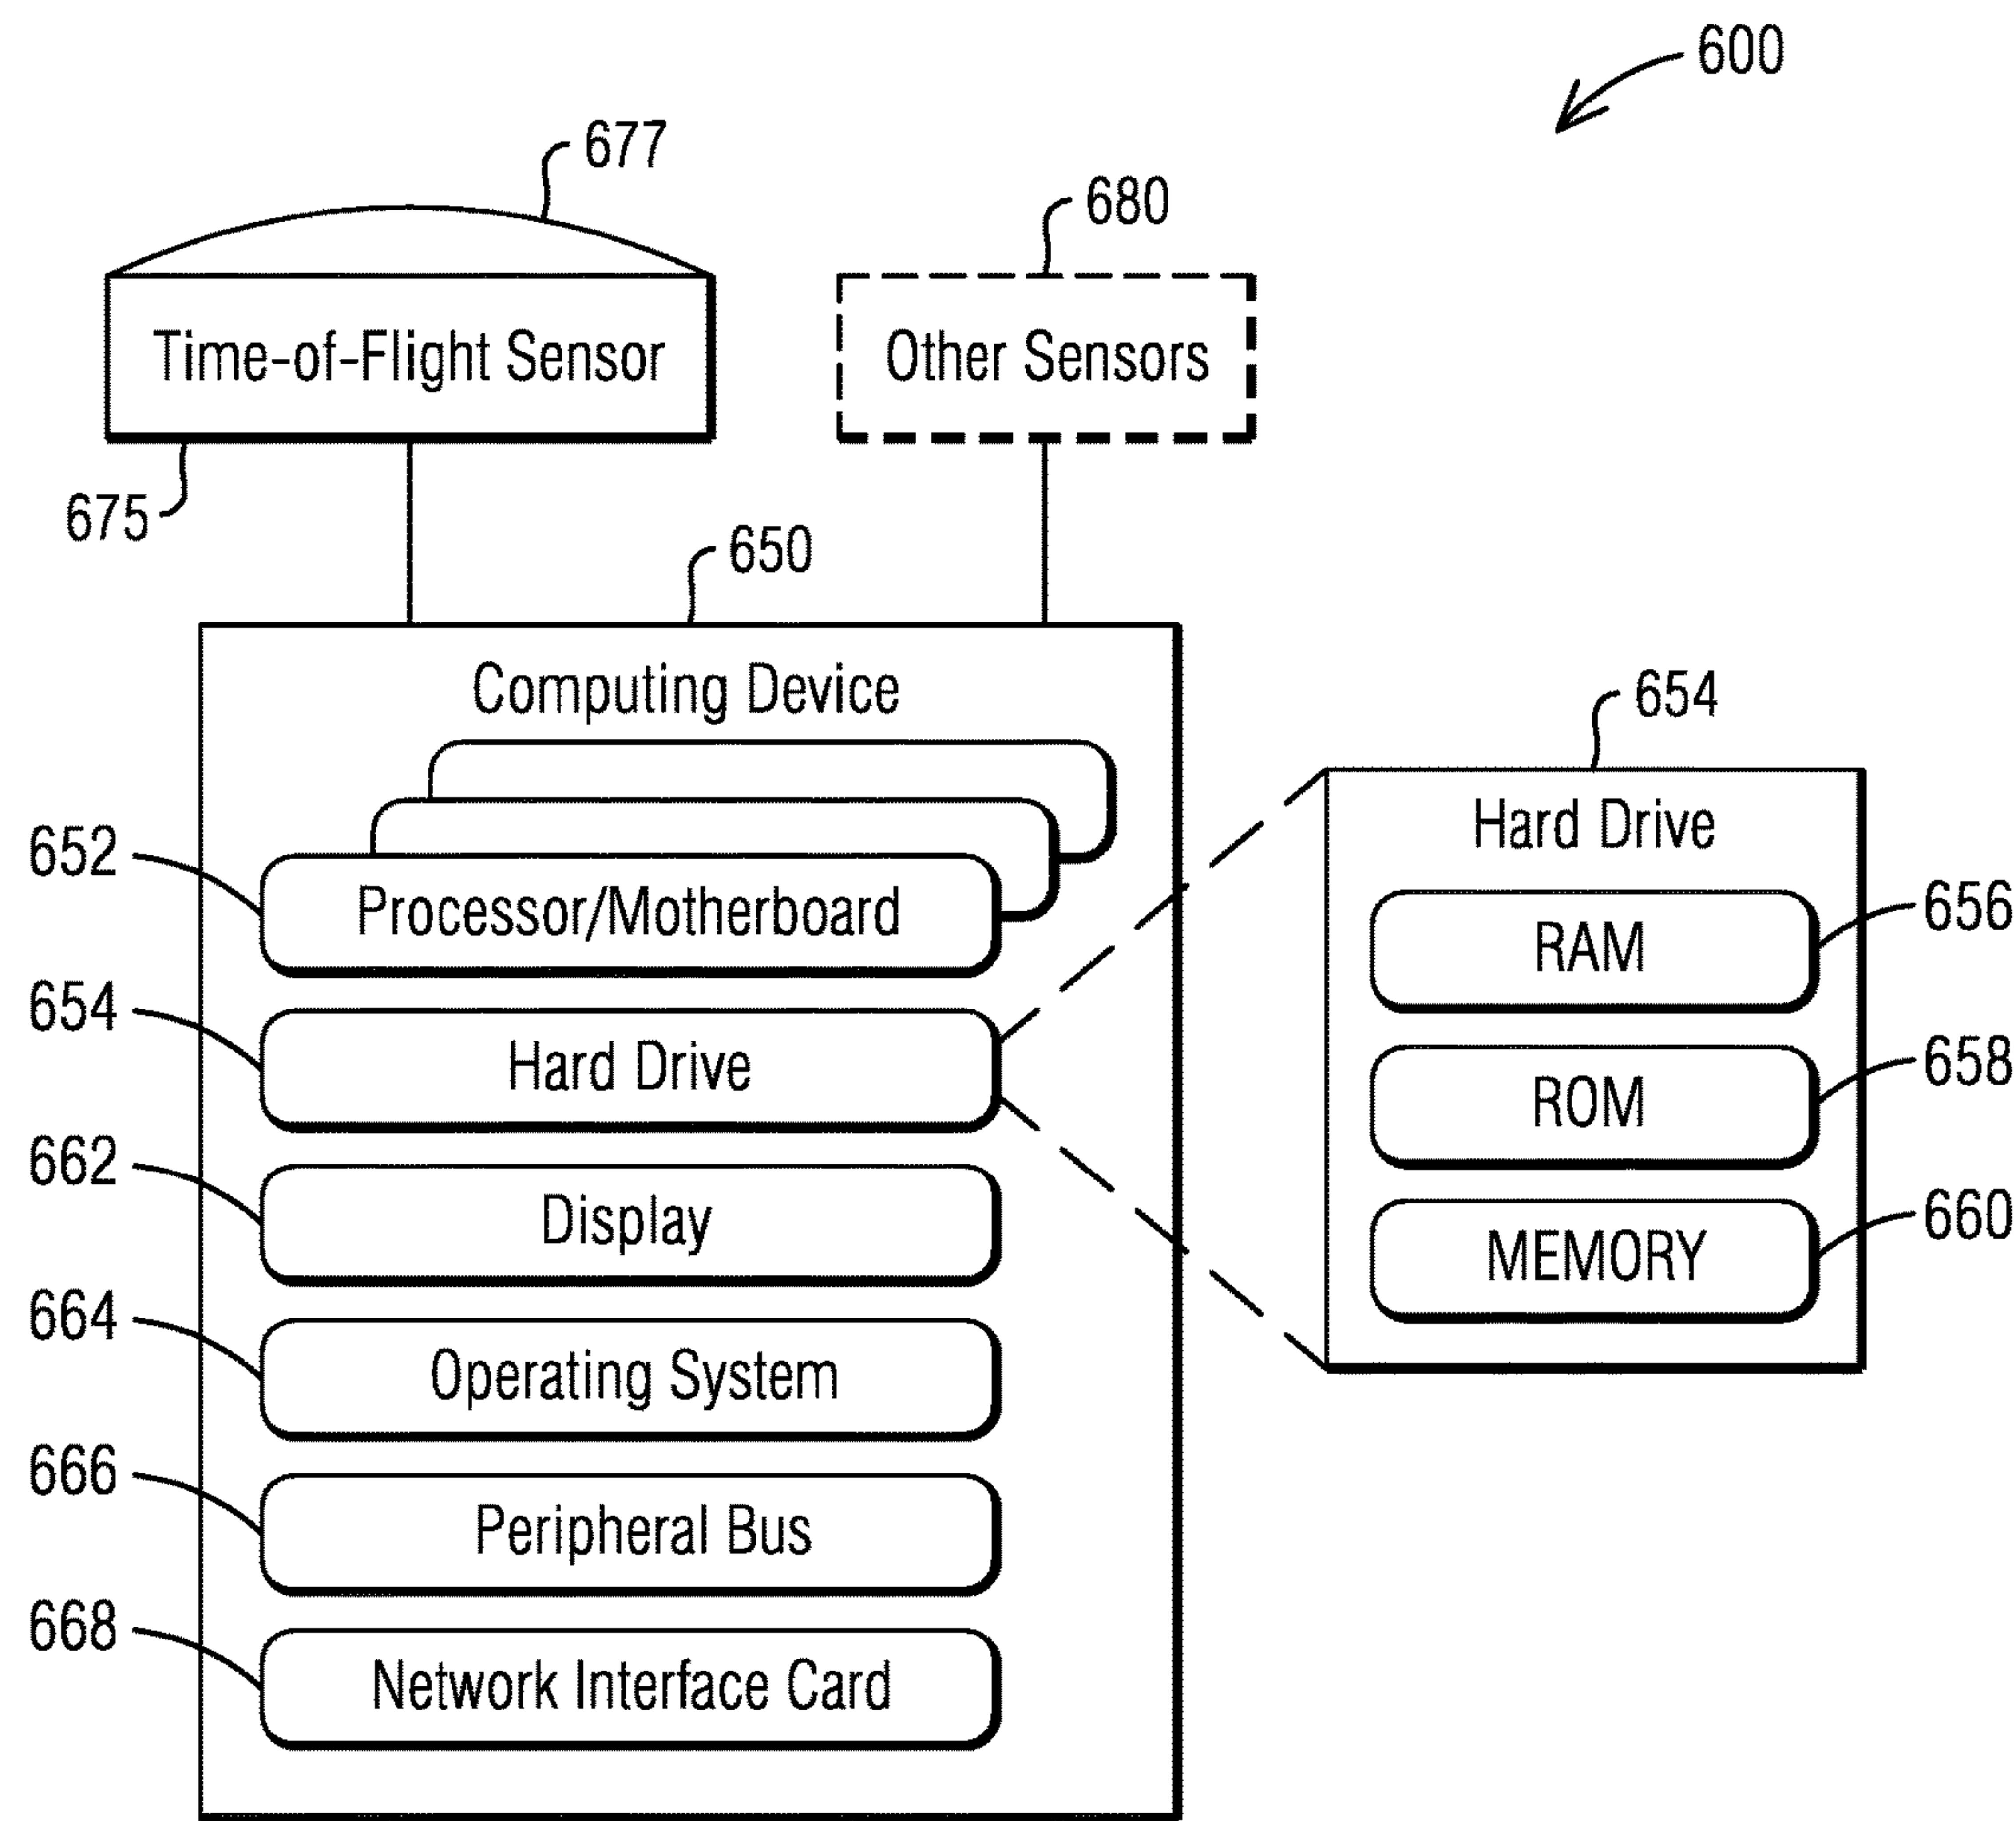 600
677
680
Time-of-Flight Sensor
Other Sensors
675
650
Computing Device
654
Hard Drive
652
Processor/Motherboard
656
RAM
654
Hard Drive
658
ROM
662
Display
660
MEMORY
664
Operating System
666
Peripheral Bus
668
Network Interface Card